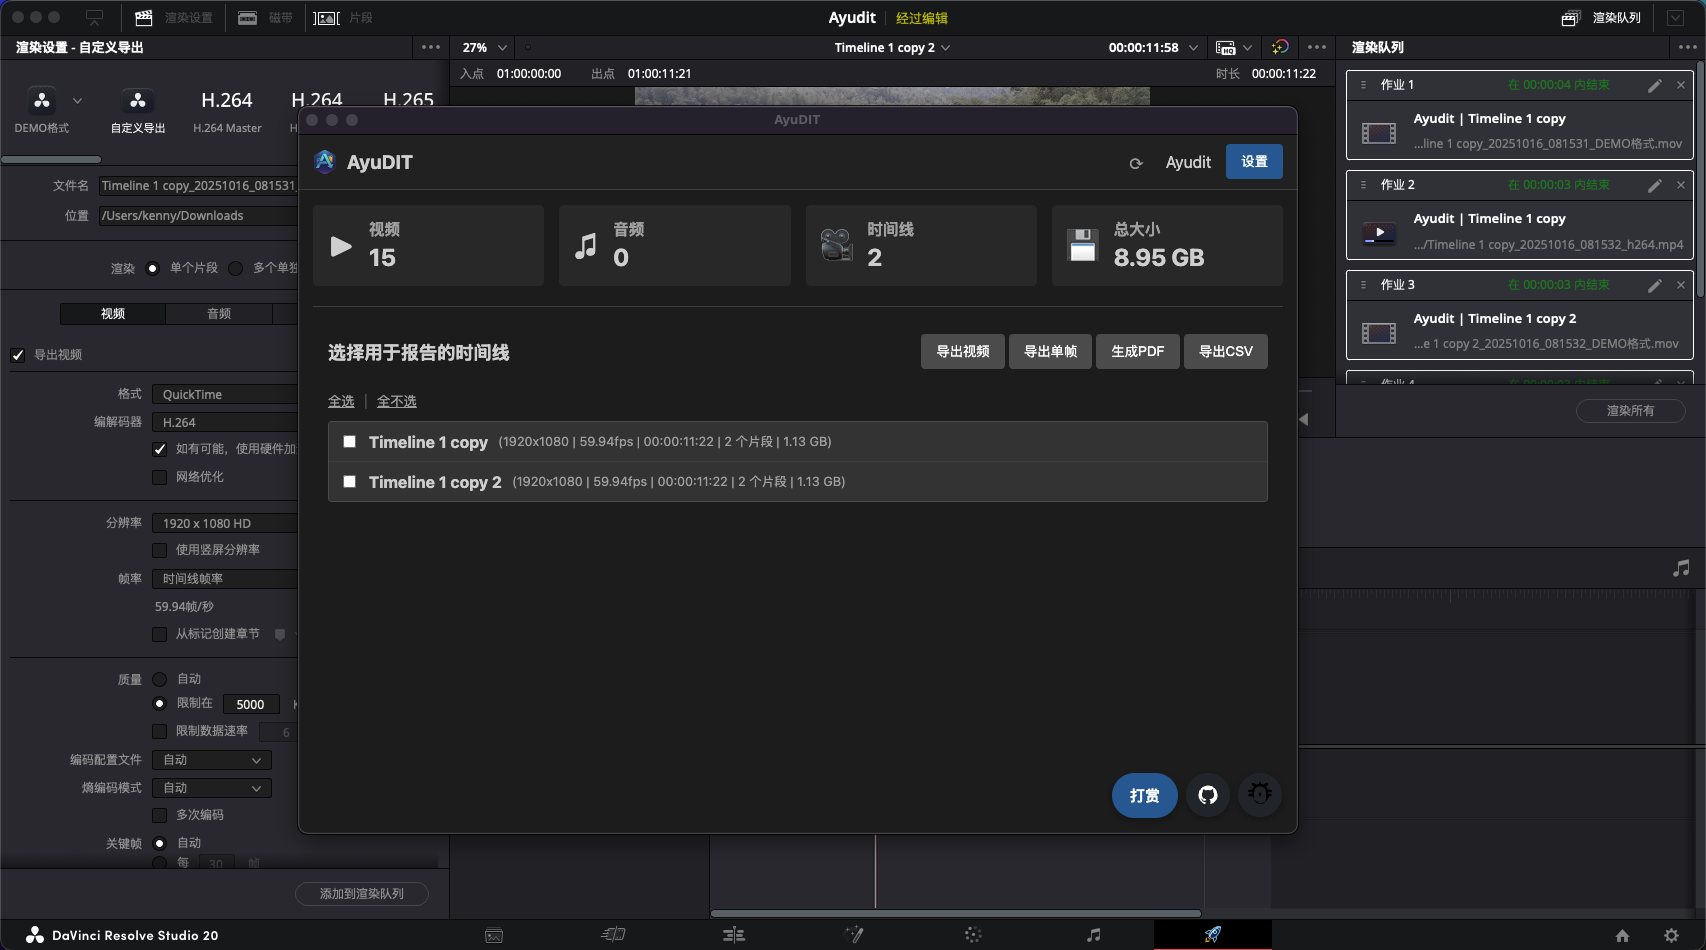 渲染设置
磁带
片段
Ayudit
经过编辑
渲染队列
渲染设置 - 自定义导出
27%
Timeline 1 copy 2
00:00:11:58
渲染队列
入点 01:00:00:00 出点 01:00:11:21
时长 00:00:11:22
DEMO格式
自定义导出
H.264
H.264 Master
H.264
H
H.265
文件名 Timeline 1 copy_20251016_081531_
位置 /Users/kenny/Downloads
渲染 单个片段 多个单独
视频 音频
导出视频
格式 QuickTime
编解码器 H.264
如有可能，使用硬件加
网络优化
分辨率 1920 x 1080 HD
使用竖屏分辨率
帧率 时间线帧率
59.94帧/秒
从标记创建章节
质量 自动
限制在 5000 K
限制数据速率 6
编码配置文件 自动
熵编码模式 自动
多次编码
关键帧 自动
每 30 帧
添加到渲染队列
AyuDIT
AyuDIT
Ayudit
设置
视频
15
音频
0
时间线
2
总大小
8.95 GB
选择用于报告的时间线
导出视频
导出单帧
生成PDF
导出CSV
全选 | 全不选
Timeline 1 copy (1920x1080 | 59.94fps | 00:00:11:22 | 2 个片段 | 1.13 GB)
Timeline 1 copy 2 (1920x1080 | 59.94fps | 00:00:11:22 | 2 个片段 | 1.13 GB)
打赏
作业 1 在 00:00:04 内结束
Ayudit | Timeline 1 copy
...line 1 copy_20251016_081531_DEMO格式.mov
作业 2 在 00:00:03 内结束
Ayudit | Timeline 1 copy
.../Timeline 1 copy_20251016_081532_h264.mp4
作业 3 在 00:00:03 内结束
Ayudit | Timeline 1 copy 2
...e 1 copy 2_20251016_081532_DEMO格式.mov
作业 4
渲染所有
DaVinci Resolve Studio 20